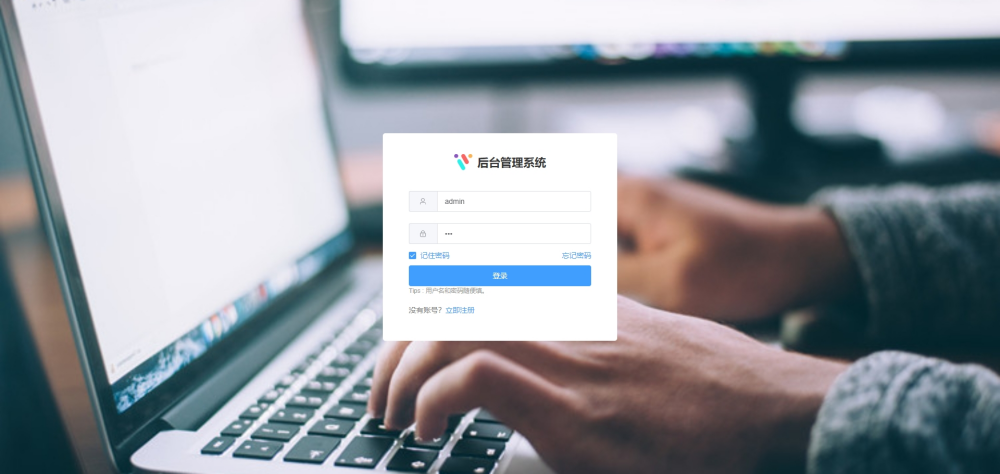 后台管理系统
admin
•••
记住密码 忘记密码
登录
Tips : 用户名和密码随便填。
没有账号? 立即注册